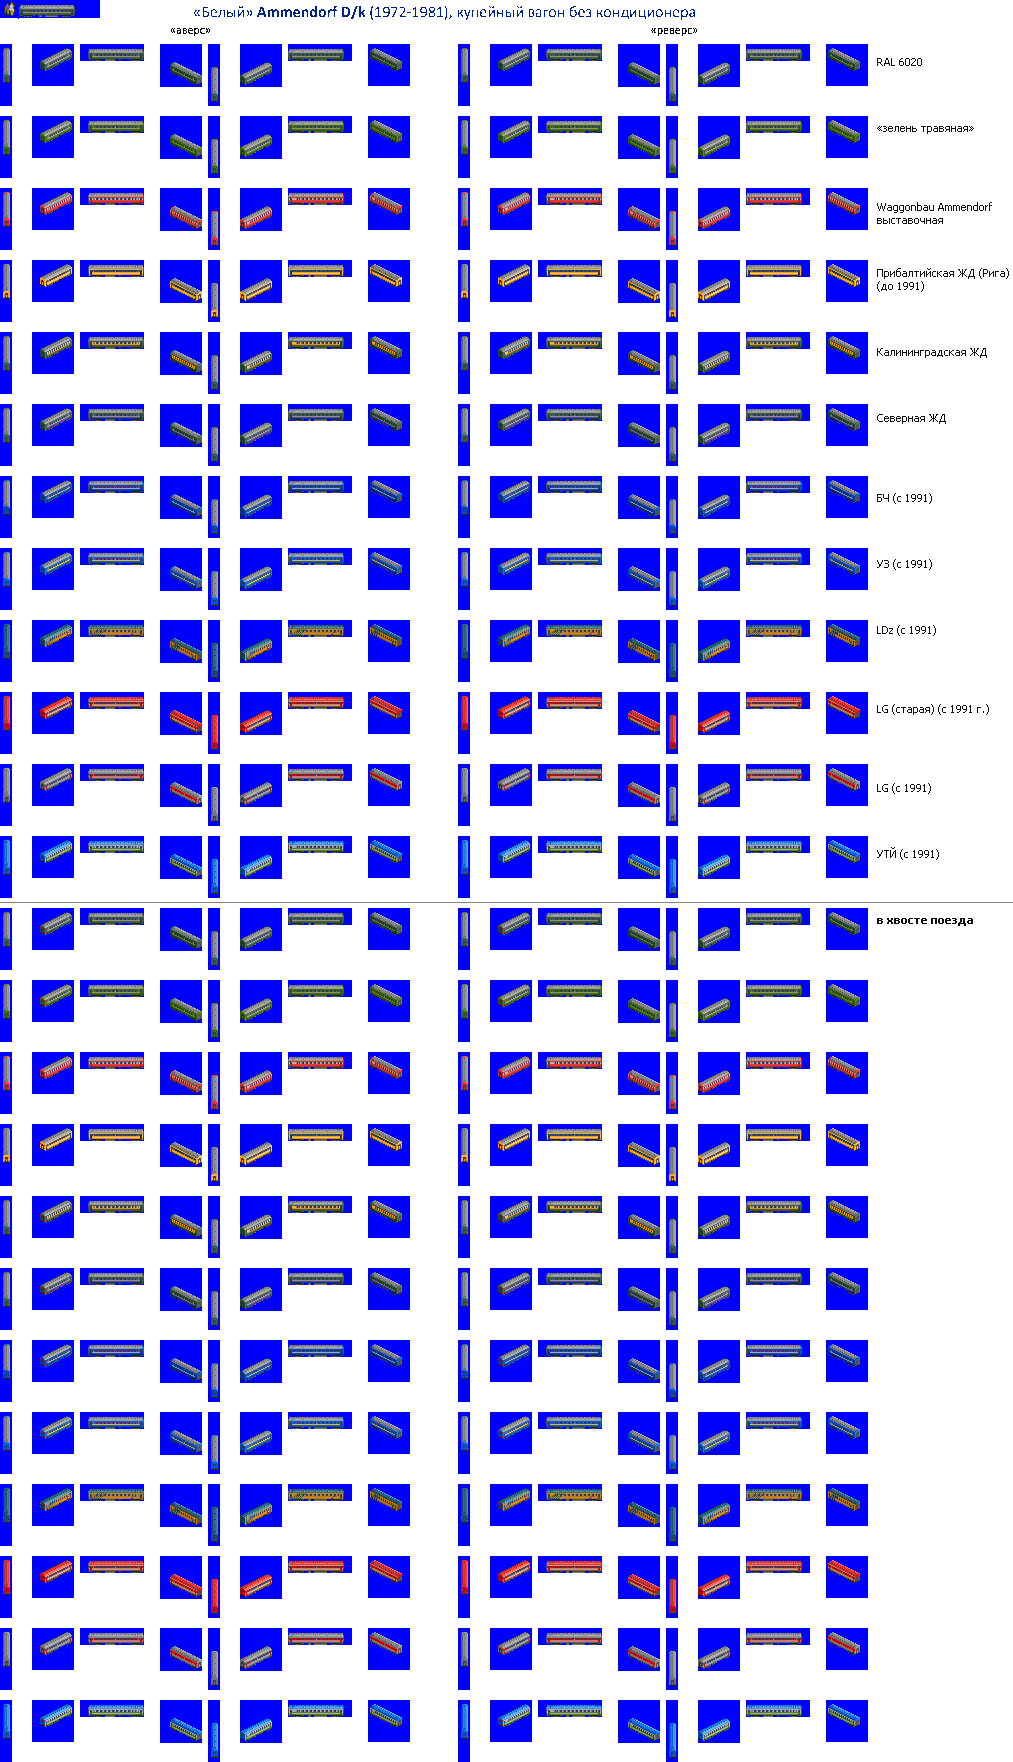 «Белый» Ammendorf D/k (1972-1981), купейный вагон без кондиционера
«аверс» «реверс»
RAL 6020
«зелень травяная»
Waggonbau Ammendorf
выставочная
Прибалтийская ЖД (Рига)
(до 1991)
Калининградская ЖД
Северная ЖД
БЧ (с 1991)
УЗ (с 1991)
LDz (с 1991)
LG (старая) (с 1991 г.)
LG (с 1991)
УТЙ (с 1991)
в хвосте поезда